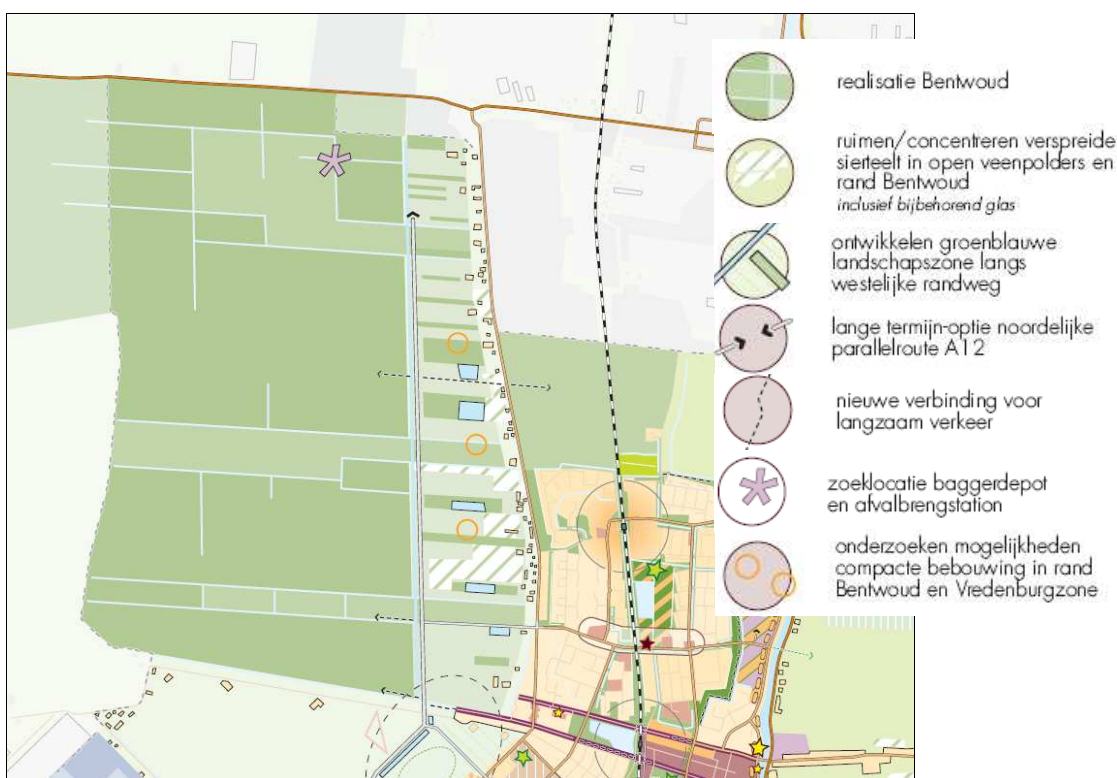 realisatie Bentwoud
ruimen/concentreren verspreide
sierteelt in open veenpolders en
rand Bentwoud
inclusief bijbehorend glas
ontwikkelen groenblauwe
landschapszone langs
westelijke randweg
lange termijn-optie noordelijke
parallelroute A12
nieuwe verbinding voor
langzaam verkeer
zoeklocatie baggerdepot
en afvalbrengstation
onderzoeken mogelijkheden
compacte bebouwing in rand
Bentwoud en Vredenburgzone